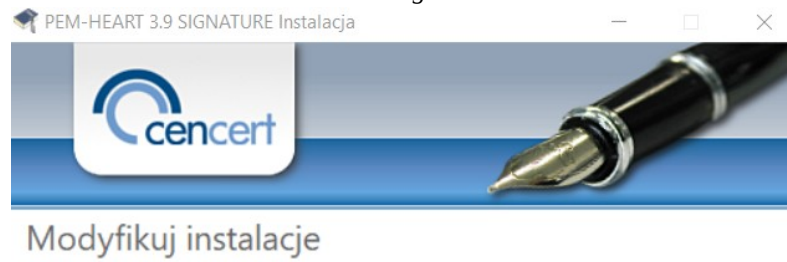 PEM-HEART 3.9 SIGNATURE Instalacja
cencert
Modyfikuj instalacje